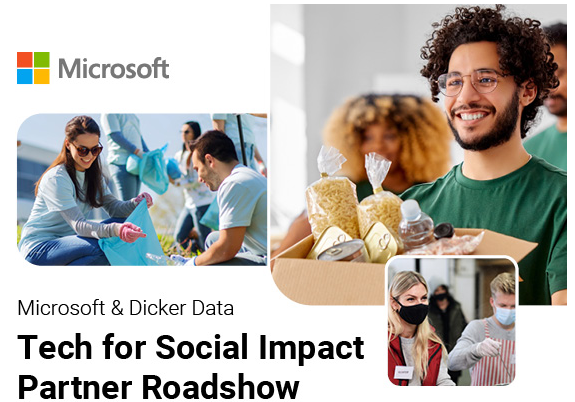 Microsoft
Microsoft & Dicker Data
Tech for Social Impact
Partner Roadshow